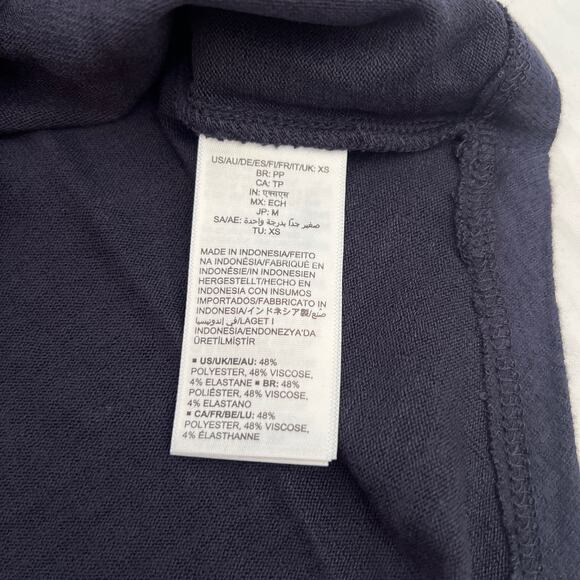 US/AU/DE/ES/FI/FR/IT/UK: XS
BR: PP
CA: TP
IN: एक्सएस
MX: ECH
JP: M
SA/AE: صغير جدًا بدرجة واحدة
TU: XS
MADE IN INDONESIA/FEITO
NA INDONÉSIA/FABRIQUÉ EN
INDONÉSIE/IN INDONESIEN
HERGESTELLT/HECHO EN
INDONESIA CON INSUMOS
IMPORTADOS/FABBRICATO IN
INDONESIA/インドネシア製/صُنع
في إندونيسيا/LAGET I
INDONESIA/ENDONEZYA'DA
ÜRETİLMİŞTİR
■ US/UK/IE/AU: 48%
POLYESTER, 48% VISCOSE,
4% ELASTANE ■ BR: 48%
POLIÉSTER, 48% VISCOSE,
4% ELASTANO
■ CA/FR/BE/LU: 48%
POLYESTER, 48% VISCOSE,
4% ÉLASTHANNE